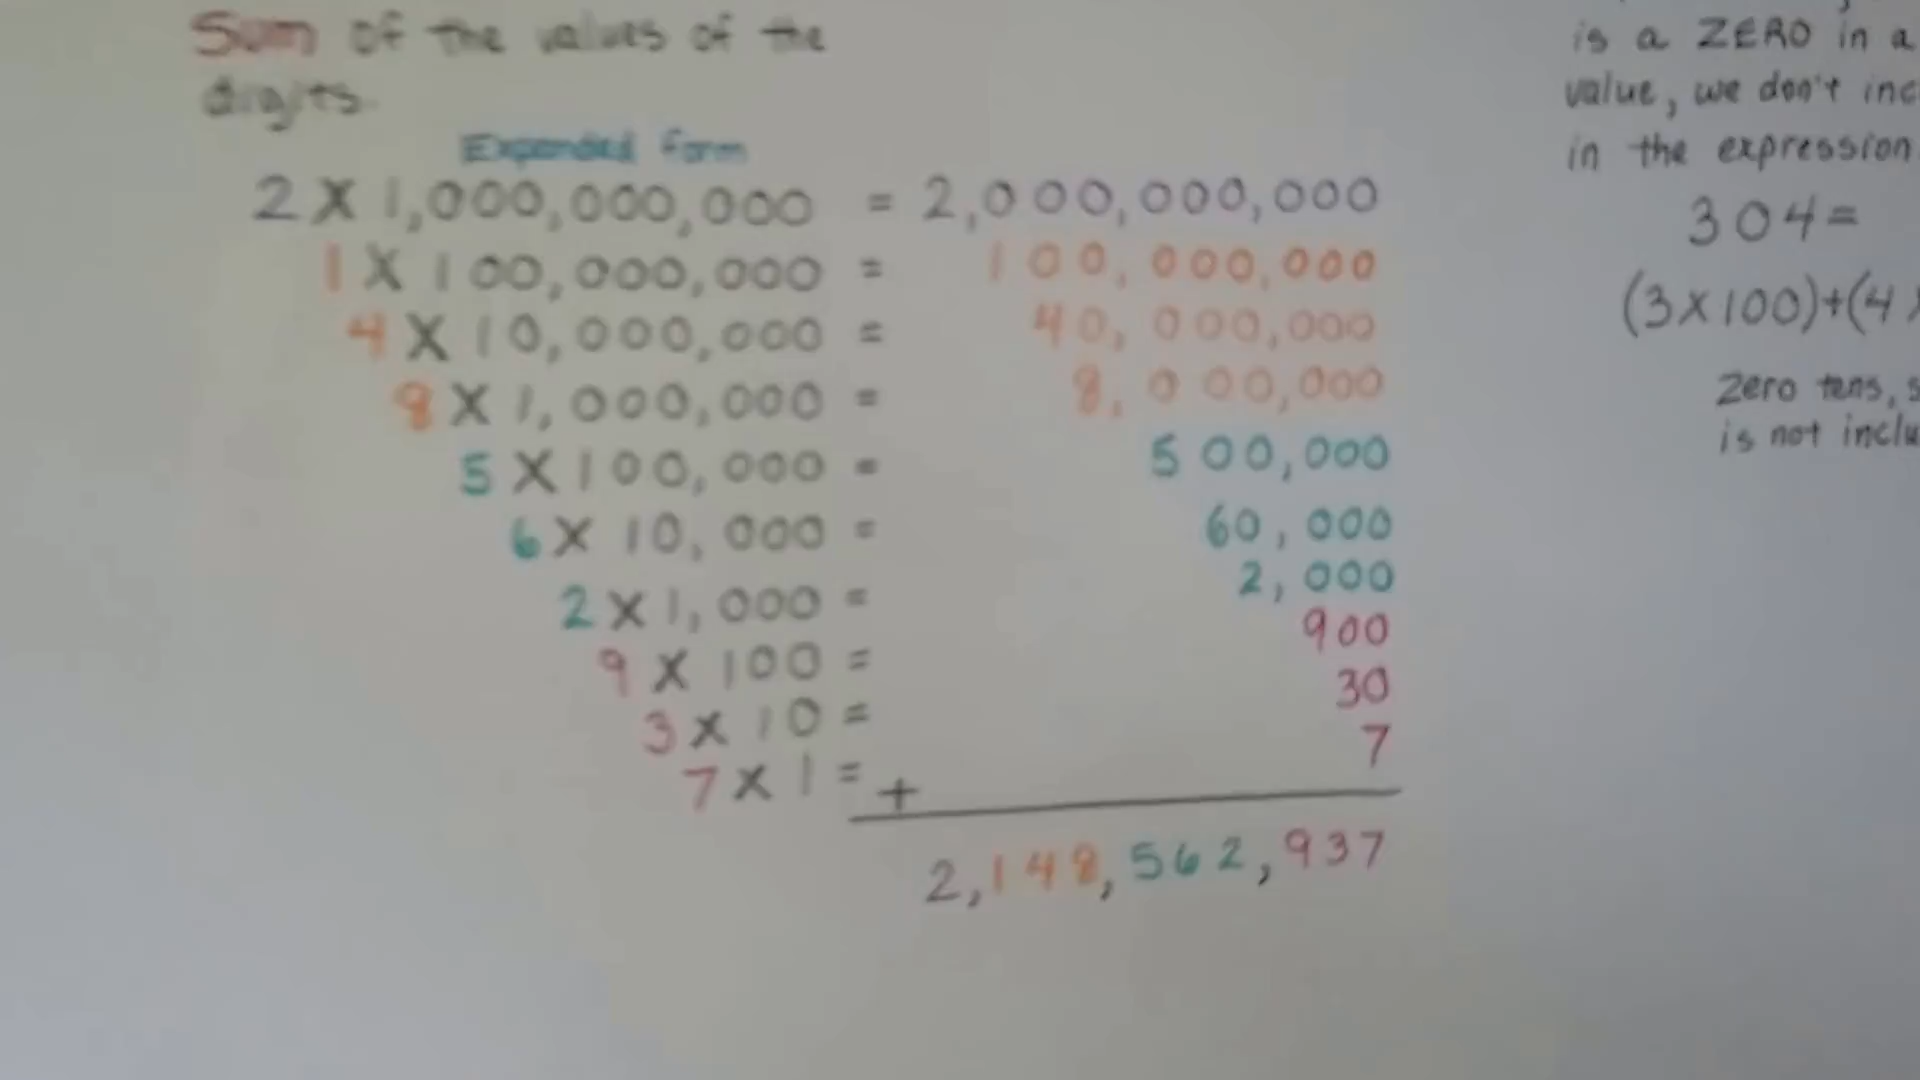 Sum of the values of the
digits.
Expanded form
2 X 1,000,000,000 = 2,000,000,000
1 X 100,000,000 = 100,000,000
4 X 10,000,000 = 40,000,000
8 X 1,000,000 = 8,000,000
5 X 100,000 = 500,000
6 X 10,000 = 60,000
2 X 1,000 = 2,000
9 X 100 = 900
3 X 10 = 30
7 X 1 = 7
+
2,148,562,937
is a ZERO in a
value, we don't inc
in the expression
304=
(3X100)+(4X
Zero tens, s
is not inclu